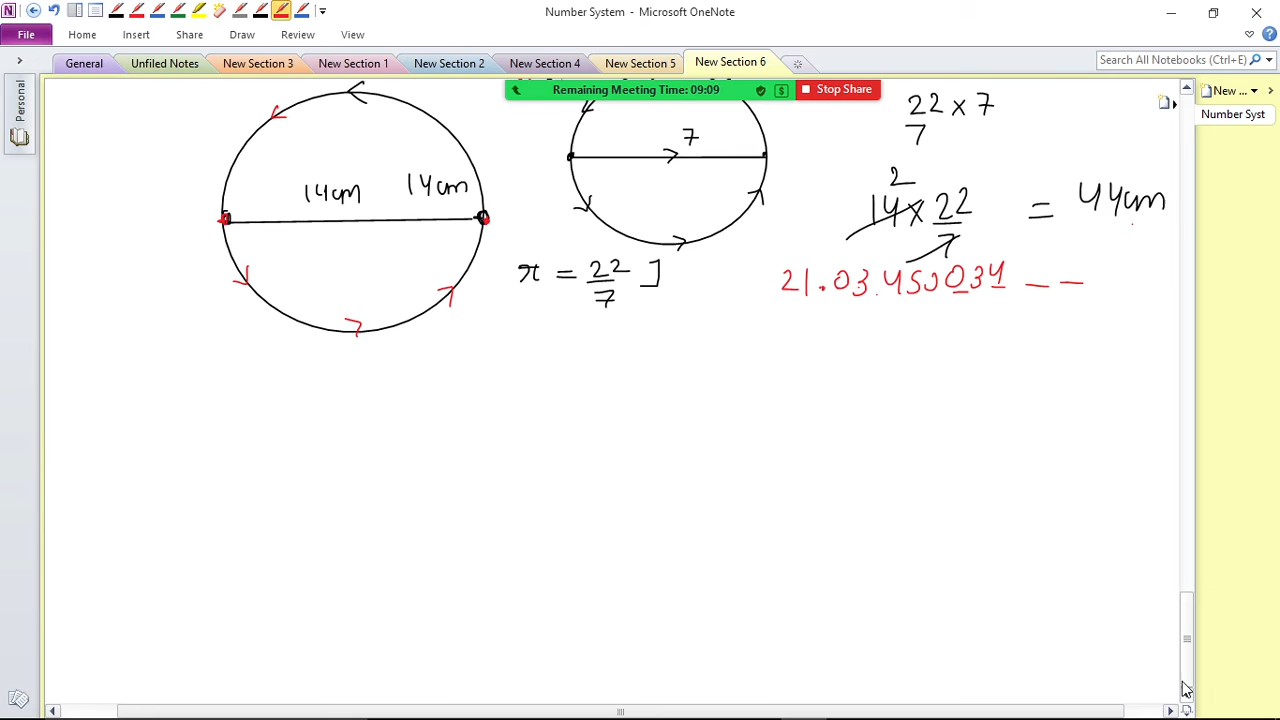 Number System - Microsoft OneNote
File Home Insert Share Draw Review View
General Unfiled Notes New Section 3 New Section 1 New Section 2 New Section 4 New Section 5 New Section 6
Search All Notebooks (Ctrl+E)
Remaining Meeting Time: 09:09 Stop Share
Personal
New ...
Number Syst
22 × 7
7
7
14cm 14cm
2
14 × 22 = 44cm
7
π = 22 ]
7
21.03.